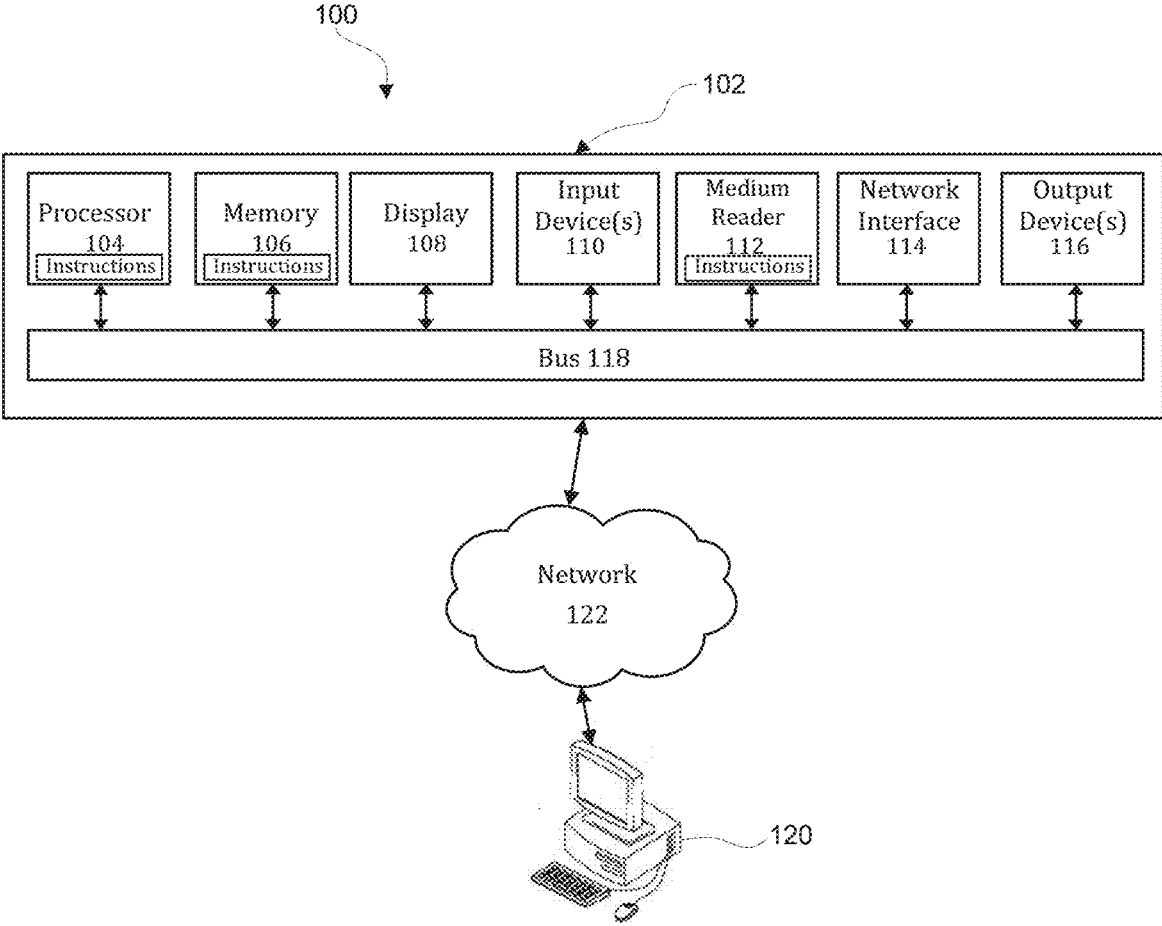 100
102
Processor
104
Instructions
Memory
106
Instructions
Display
108
Input
Device(s)
110
Medium
Reader
112
Instructions
Network
Interface
114
Output
Device(s)
116
Bus 118
Network
122
120